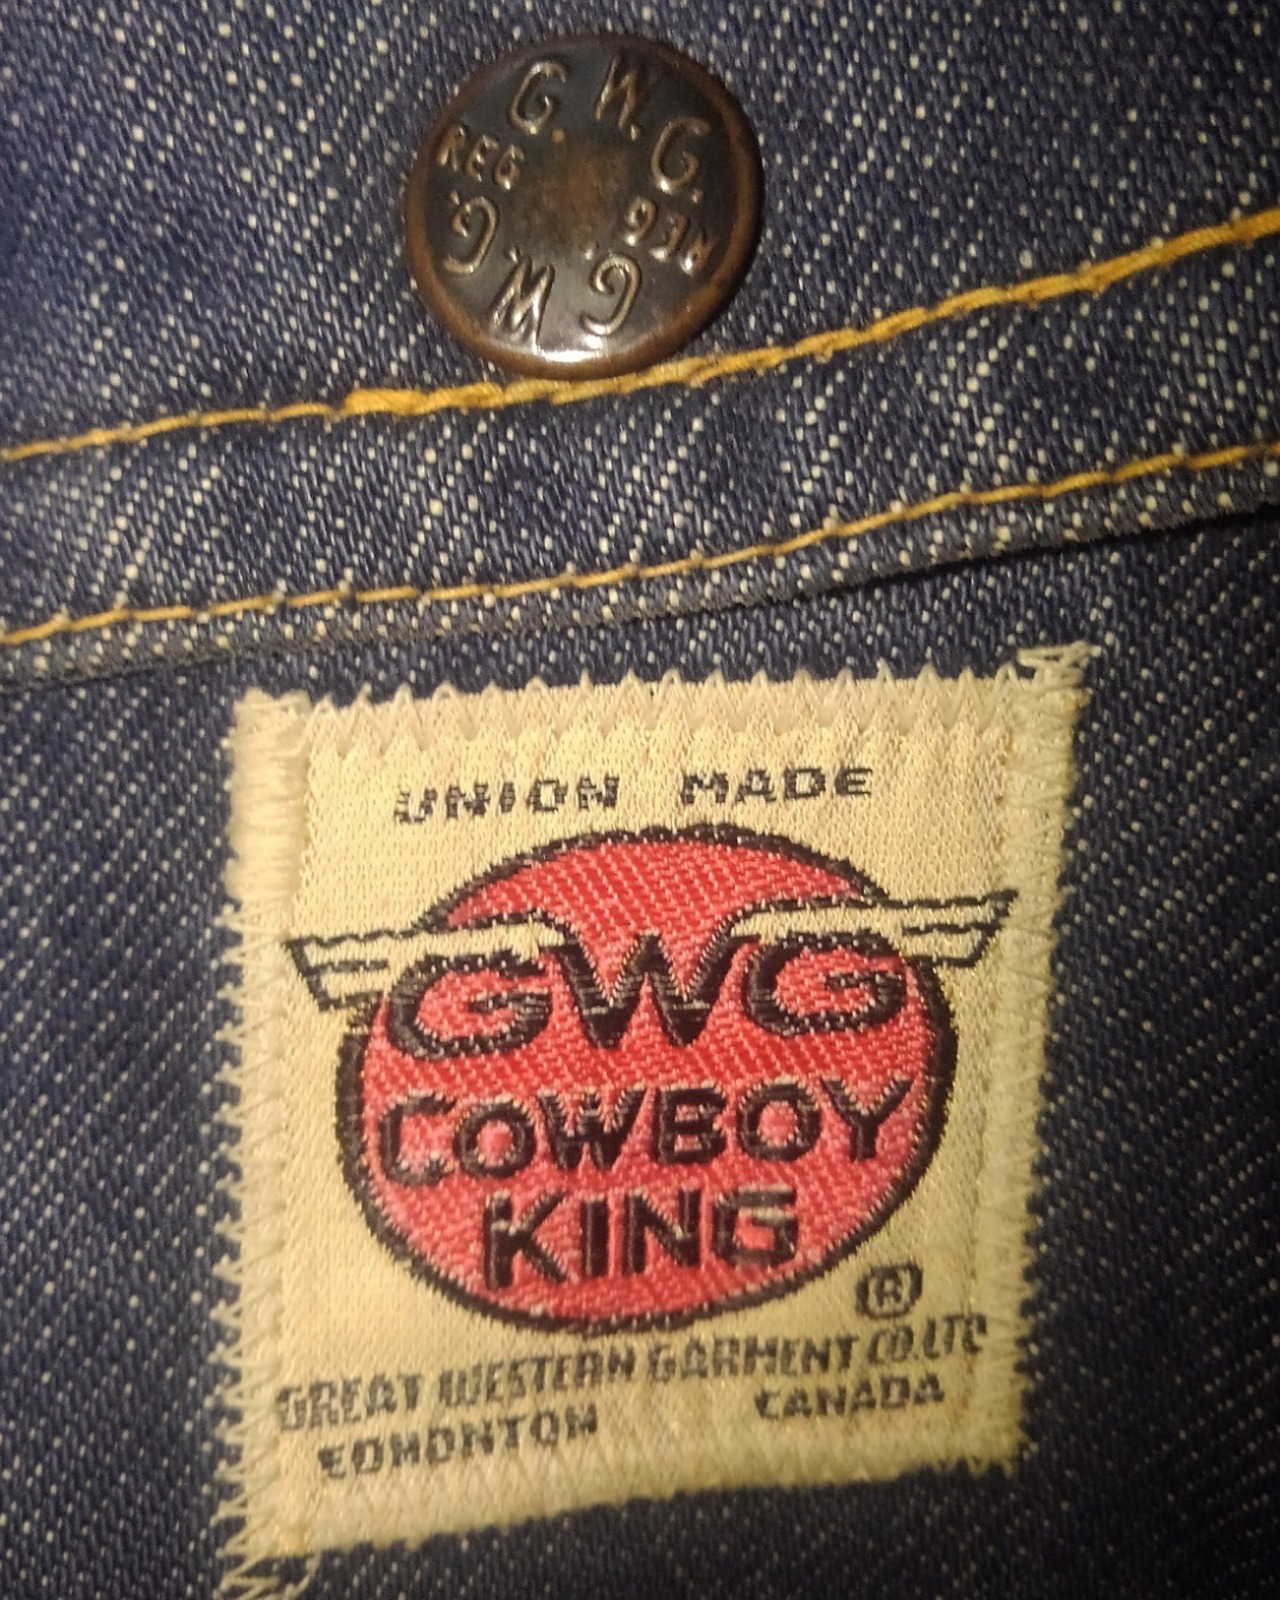 G. W. G.
REG
G. W. G.
REG
UNION MADE
GWG
COWBOY
KING
®
GREAT WESTERN GARMENT CO. LTD
EDMONTON CANADA